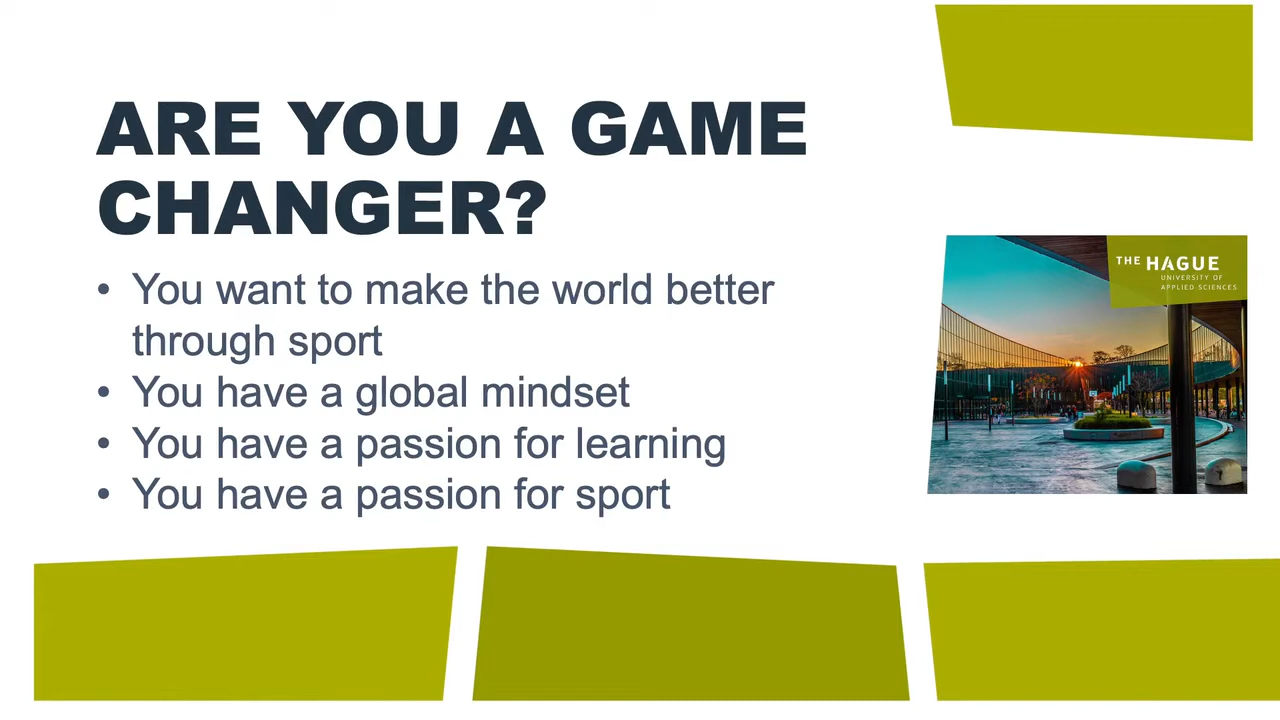 ARE YOU A GAME
CHANGER?
• You want to make the world better
through sport
• You have a global mindset
• You have a passion for learning
• You have a passion for sport
THE HAGUE
UNIVERSITY OF
APPLIED SCIENCES